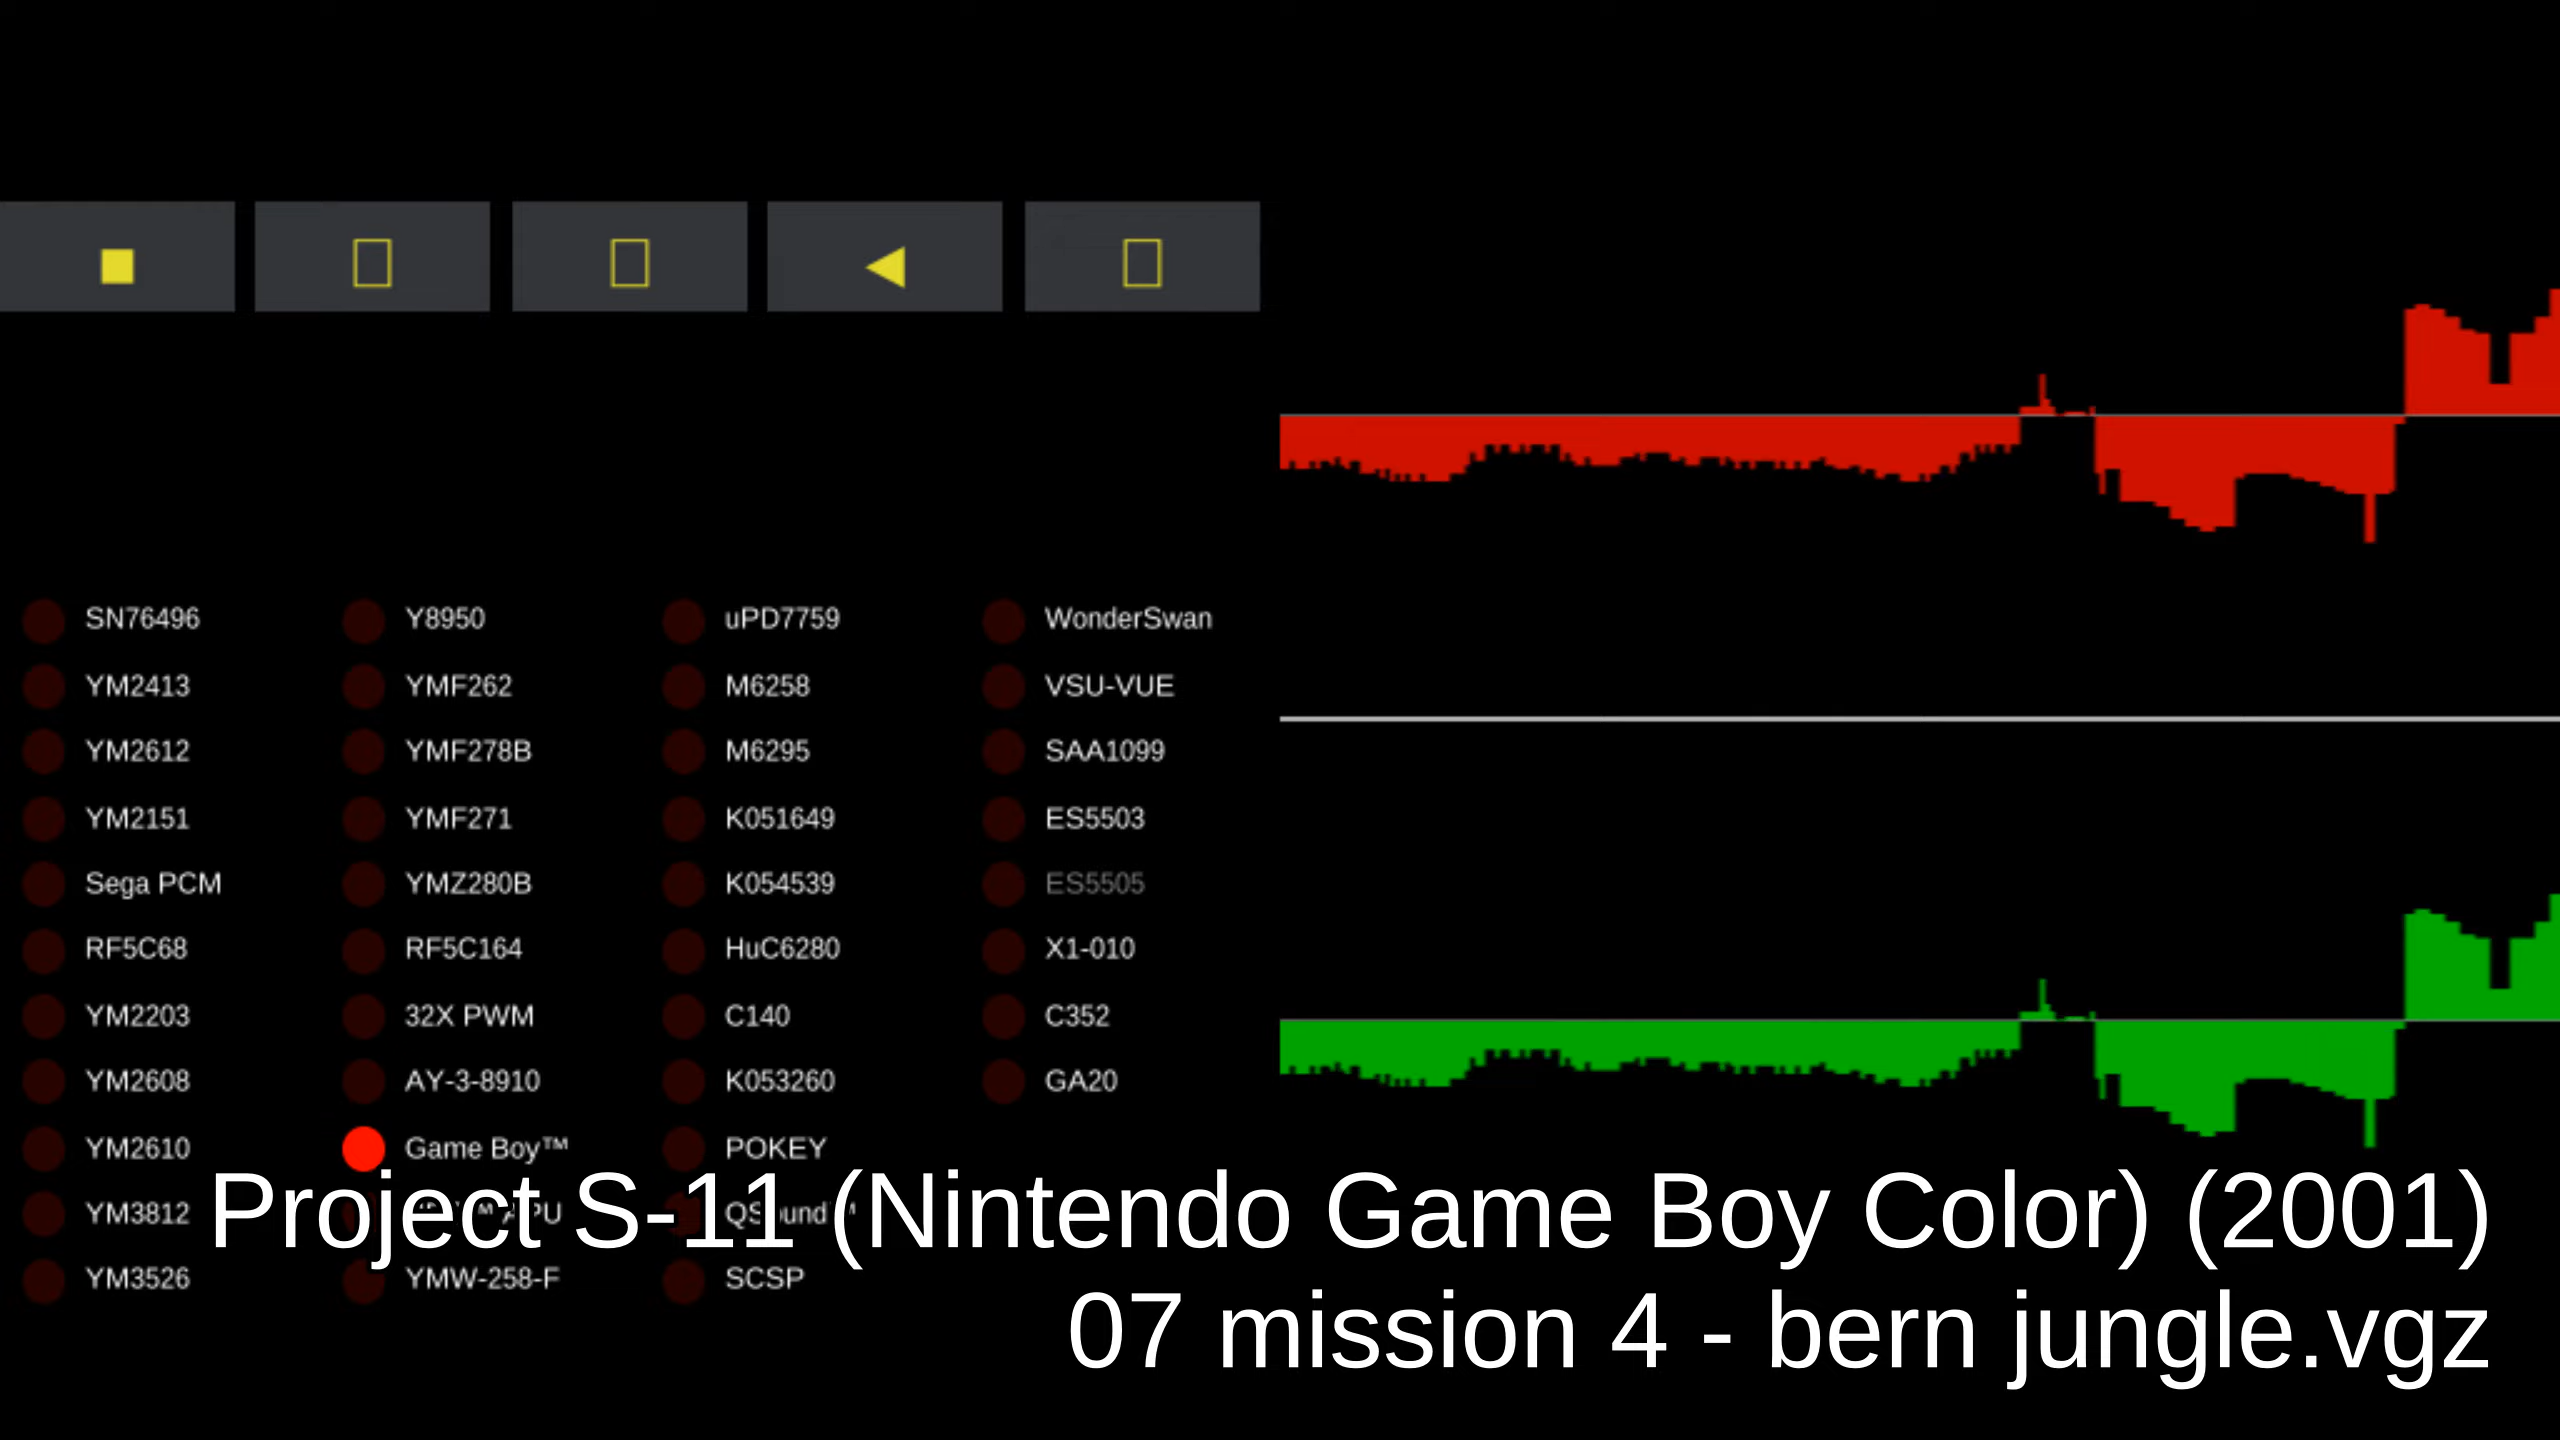 SN76496
YM2413
YM2612
YM2151
Sega PCM
RF5C68
YM2203
YM2608
YM2610
YM3812
YM3526
Y8950
YMF262
YMF278B
YMF271
YMZ280B
RF5C164
32X PWM
AY-3-8910
Game Boy™
YMW-258-F
uPD7759
M6258
M6295
K051649
K054539
HuC6280
C140
K053260
POKEY
QSound™
SCSP
WonderSwan
VSU-VUE
SAA1099
ES5503
ES5505
X1-010
C352
GA20
Project S-11 (Nintendo Game Boy Color) (2001)
07 mission 4 - bern jungle.vgz